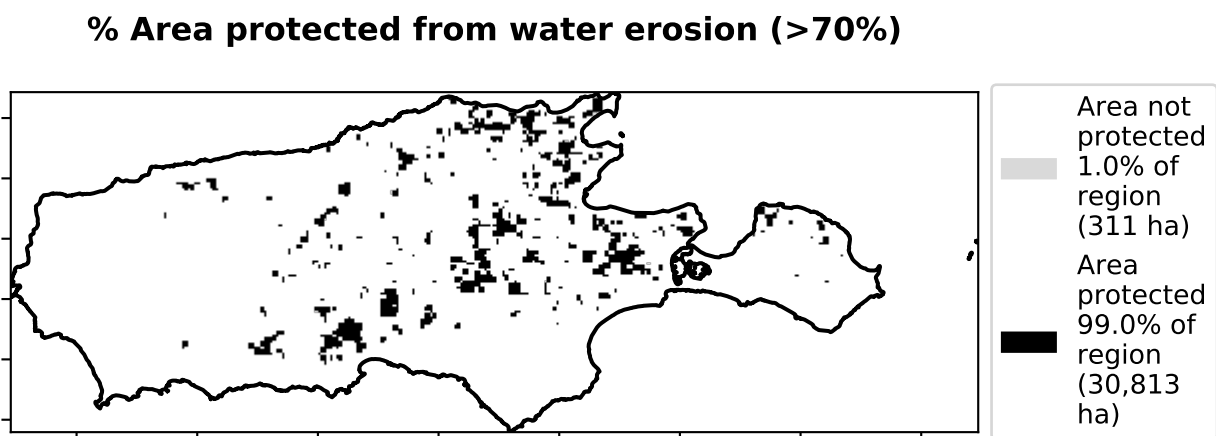 % Area protected from water erosion (>70%)
Area not
protected
1.0% of
region
(311 ha)
Area
protected
99.0% of
region
(30,813
ha)